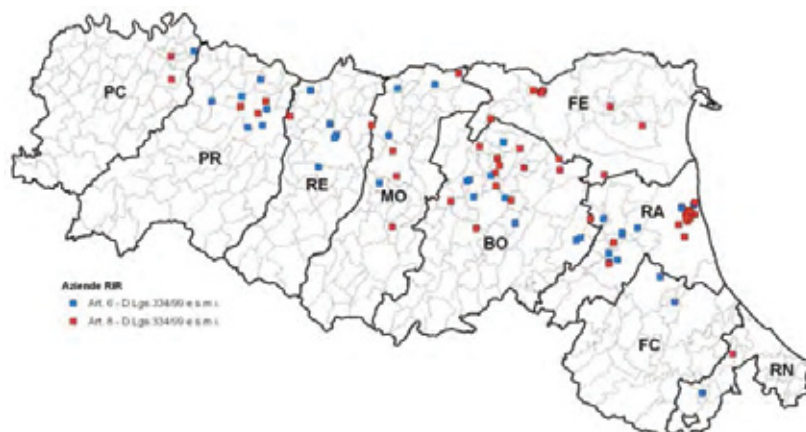 PC
PR
RE
MO
BO
FE
RA
FC
RN
Aziende RIR
Art. 6 - D.Lgs.334/99 e s.m.i.
Art. 8 - D.Lgs.334/99 e s.m.i.